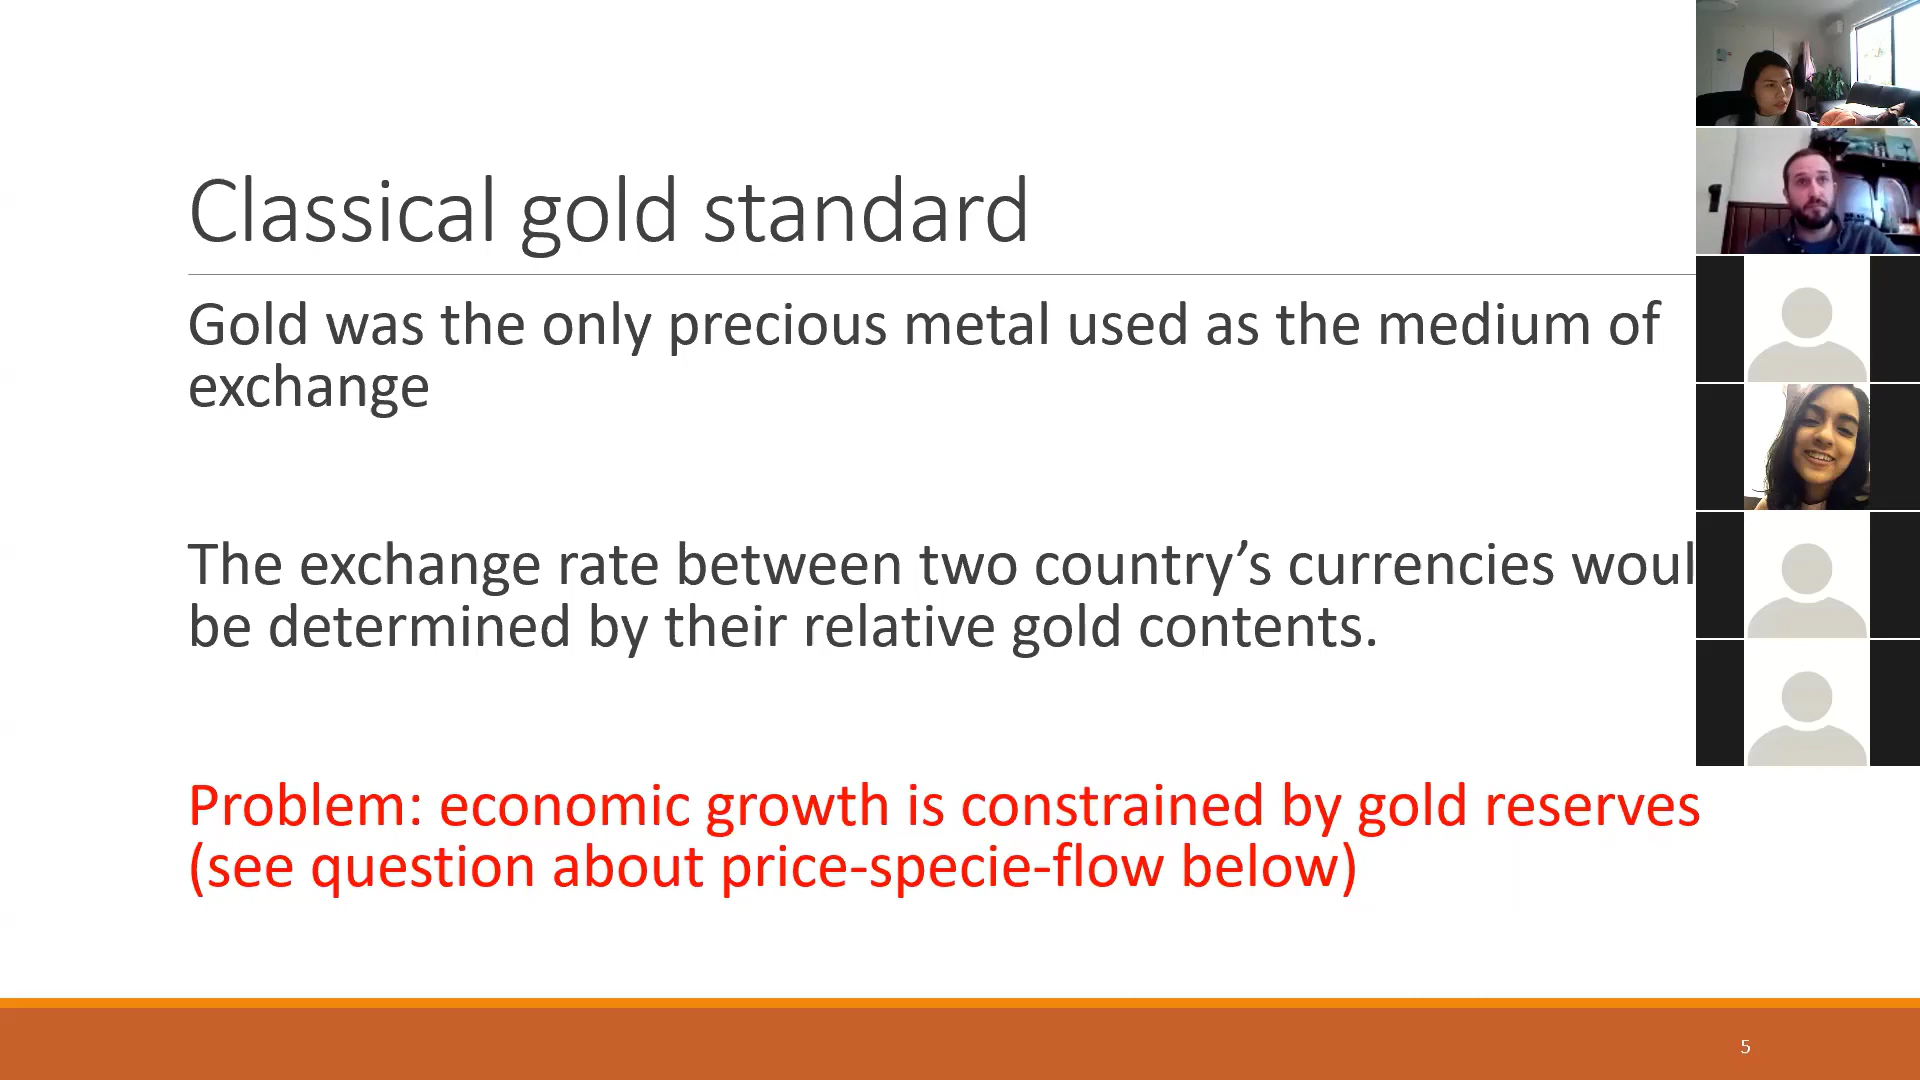 Classical gold standard
Gold was the only precious metal used as the medium of
exchange
The exchange rate between two country’s currencies woul
be determined by their relative gold contents.
Problem: economic growth is constrained by gold reserves
(see question about price-specie-flow below)
5